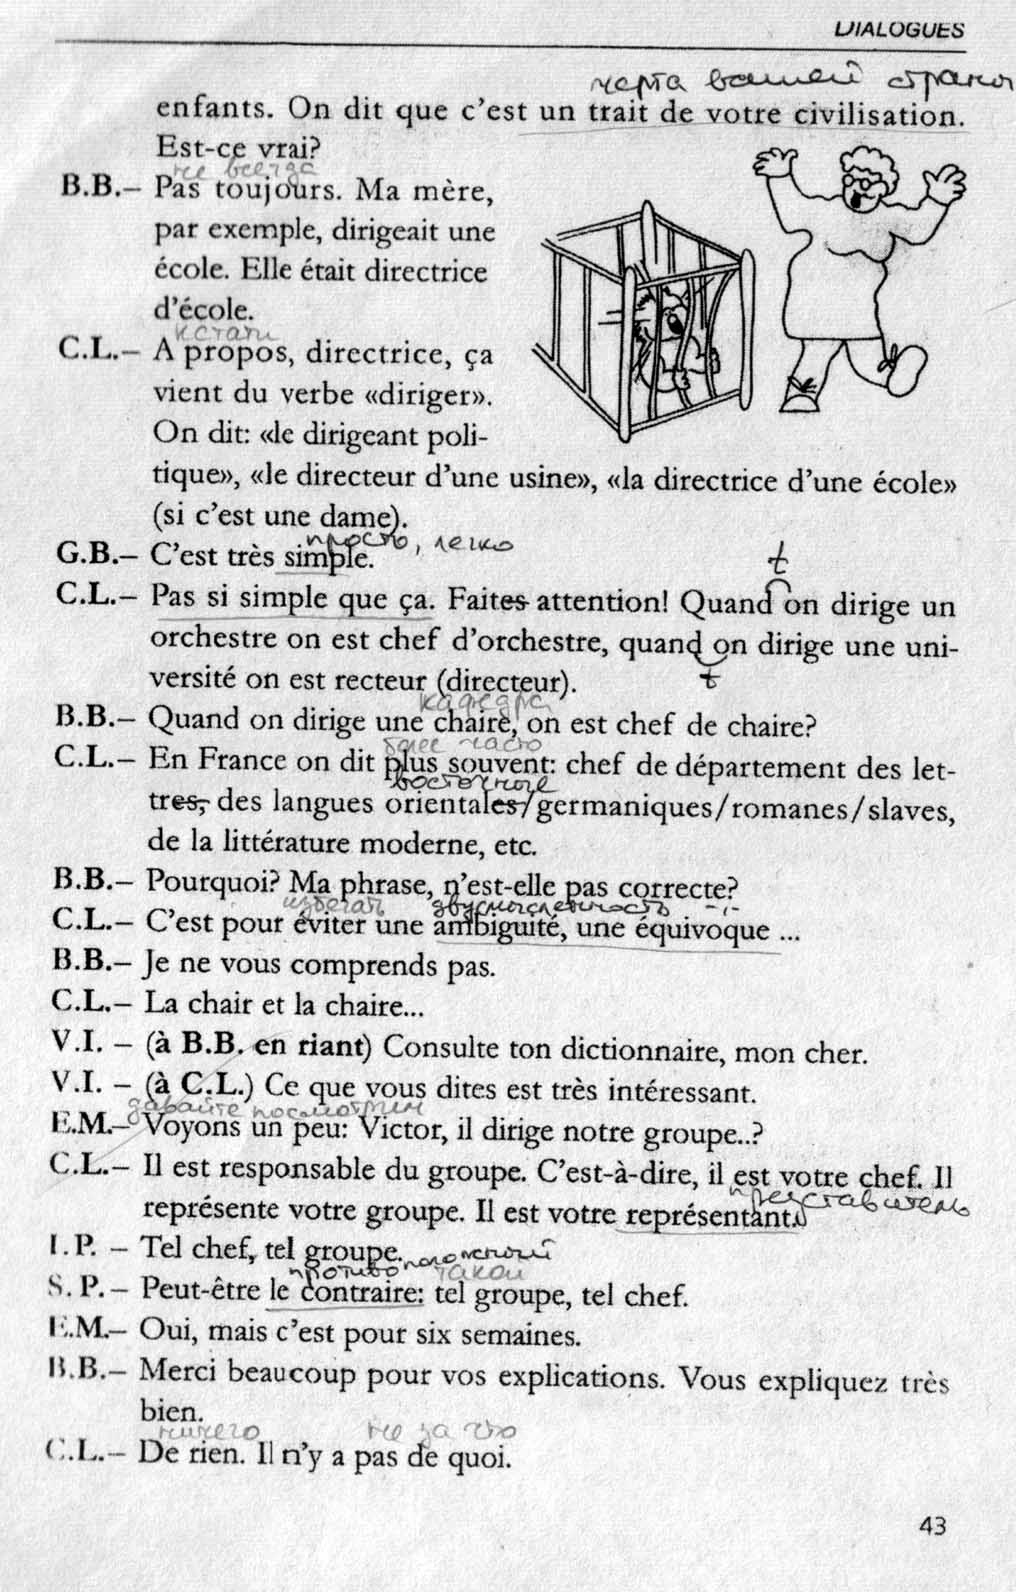 DIALOGUES
черта вашей страны
enfants. On dit que c'est un trait de votre civilisation.
Est-ce vrai?
не всегда
B.B.– Pas toujours. Ma mère,
par exemple, dirigeait une
école. Elle était directrice
d'école.
кстати
C.L.– A propos, directrice, ça
vient du verbe «diriger».
On dit: «le dirigeant poli-
tique», «le directeur d'une usine», «la directrice d'une école»
(si c'est une dame).
просто, легко
G.B.– C'est très simple.
t
C.L.– Pas si simple que ça. Faites attention! Quand on dirige un
orchestre on est chef d'orchestre, quand on dirige une uni-
t
versité on est recteur (directeur).
кафедра
B.B.– Quand on dirige une chaire, on est chef de chaire?
более часто
C.L.– En France on dit plus souvent: chef de département des let-
восточные
tres, des langues orientales/germaniques/romanes/slaves,
de la littérature moderne, etc.
B.B.– Pourquoi? Ma phrase, n'est-elle pas correcte?
избегать двусмысленность -"-
C.L.– C'est pour éviter une ambiguité, une équivoque ...
B.B.– Je ne vous comprends pas.
C.L.– La chair et la chaire...
V.I. – (à B.B. en riant) Consulte ton dictionnaire, mon cher.
V.I. – (à C.L.) Ce que vous dites est très intéressant.
давайте посмотрим
E.M.– Voyons un peu: Victor, il dirige notre groupe..?
C.L.– Il est responsable du groupe. C'est-à-dire, il est votre chef. Il
представитель
représente votre groupe. Il est votre représentant.
I.P. – Tel chef, tel groupe.
противоположный такой
S.P. – Peut-être le contraire: tel groupe, tel chef.
E.M.– Oui, mais c'est pour six semaines.
B.B.– Merci beaucoup pour vos explications. Vous expliquez très
bien.
ничего не за что
C.L.– De rien. Il n'y a pas de quoi.
43